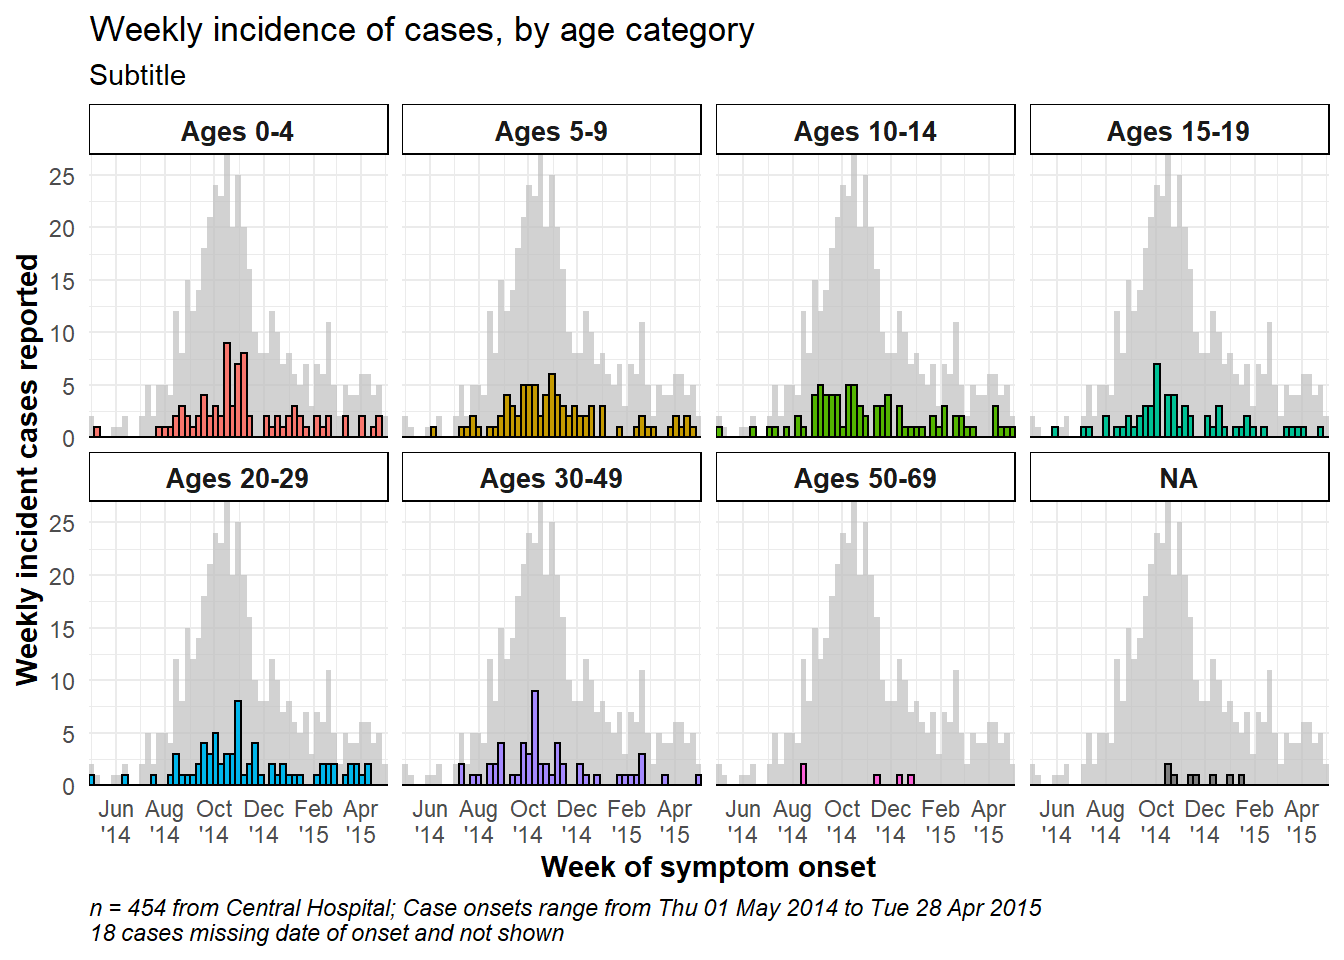 Weekly incidence of cases, by age category
Subtitle
Ages 0-4
Ages 5-9
Ages 10-14
Ages 15-19
25
20
15
10
5
0
Ages 20-29
Ages 30-49
Ages 50-69
NA
25
20
15
10
5
0
Weekly incident cases reported
Jun Aug Oct Dec Feb Apr
'14 '14 '14 '14 '15 '15
Jun Aug Oct Dec Feb Apr
'14 '14 '14 '14 '15 '15
Jun Aug Oct Dec Feb Apr
'14 '14 '14 '14 '15 '15
Jun Aug Oct Dec Feb Apr
'14 '14 '14 '14 '15 '15
Week of symptom onset
n = 454 from Central Hospital; Case onsets range from Thu 01 May 2014 to Tue 28 Apr 2015
18 cases missing date of onset and not shown